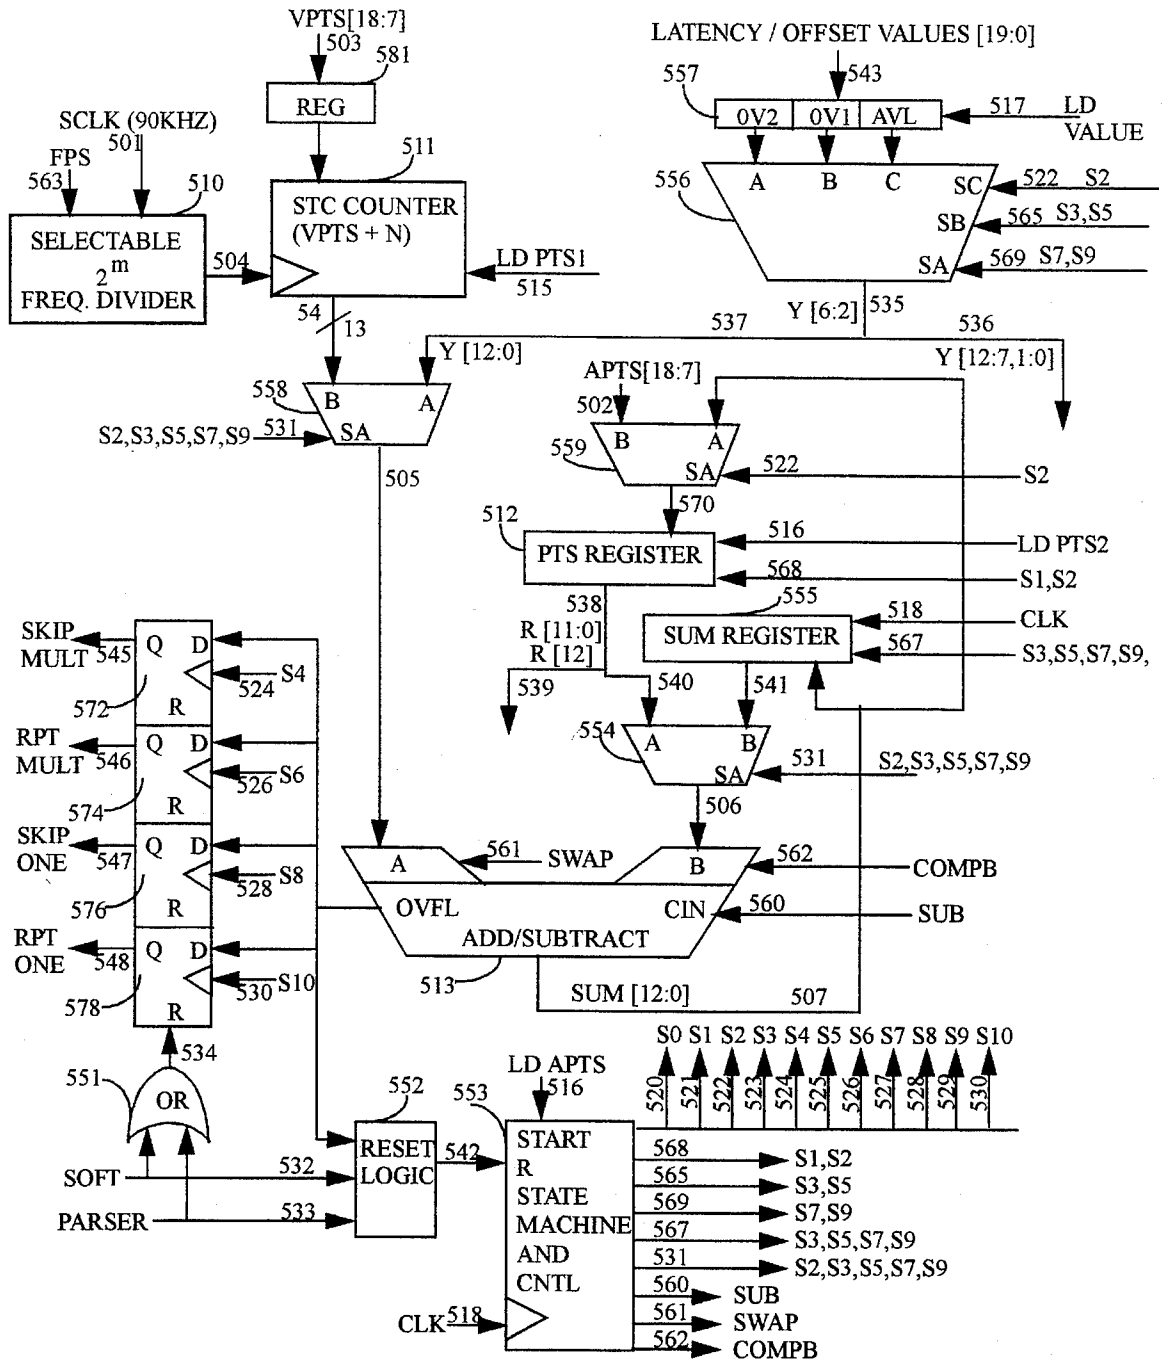 VPTS[18:7]
503
581
REG
LATENCY / OFFSET VALUES [19:0]
543
557
0V2 0V1 AVL
517 LD
VALUE
SCLK (90KHZ)
501
FPS
563
510
511
STC COUNTER
(VPTS + N)
SELECTABLE
2 m
FREQ. DIVIDER
504
LD PTS1
515
556
A B C SC
522 S2
SB
565 S3,S5
SA
569 S7,S9
54
13
Y [6:2]
535
537
536
Y [12:0]
Y [12:7,1:0]
558
B A
SA
S2,S3,S5,S7,S9 531
505
APTS[18:7]
502
B A
559
SA
522
S2
570
512
PTS REGISTER
516
LD PTS2
568
S1,S2
538
555
R [11:0]
R [12]
SUM REGISTER
518
CLK
567
S3,S5,S7,S9,
539
540
541
554
A B
SA
531
S2,S3,S5,S7,S9
506
SKIP
MULT
545
Q D
524
S4
572
R
RPT
MULT
546
Q D
526
S6
574
R
SKIP
ONE
547
Q D
528
S8
576
R
RPT
ONE
548
Q D
530
S10
578
R
A
561
SWAP
B
562
COMPB
OVFL
CIN
560
SUB
ADD/SUBTRACT
513
SUM [12:0]
507
534
551
OR
SOFT
532
PARSER
533
552
RESET
LOGIC
542
553
LD APTS
516
START
R
STATE
MACHINE
AND
CNTL
CLK 518
S0 S1 S2 S3 S4 S5 S6 S7 S8 S9 S10
520 521 522 523 524 525 526 527 528 529 530
568 S1,S2
565 S3,S5
569 S7,S9
567 S3,S5,S7,S9
531 S2,S3,S5,S7,S9
560 SUB
561 SWAP
562 COMPB